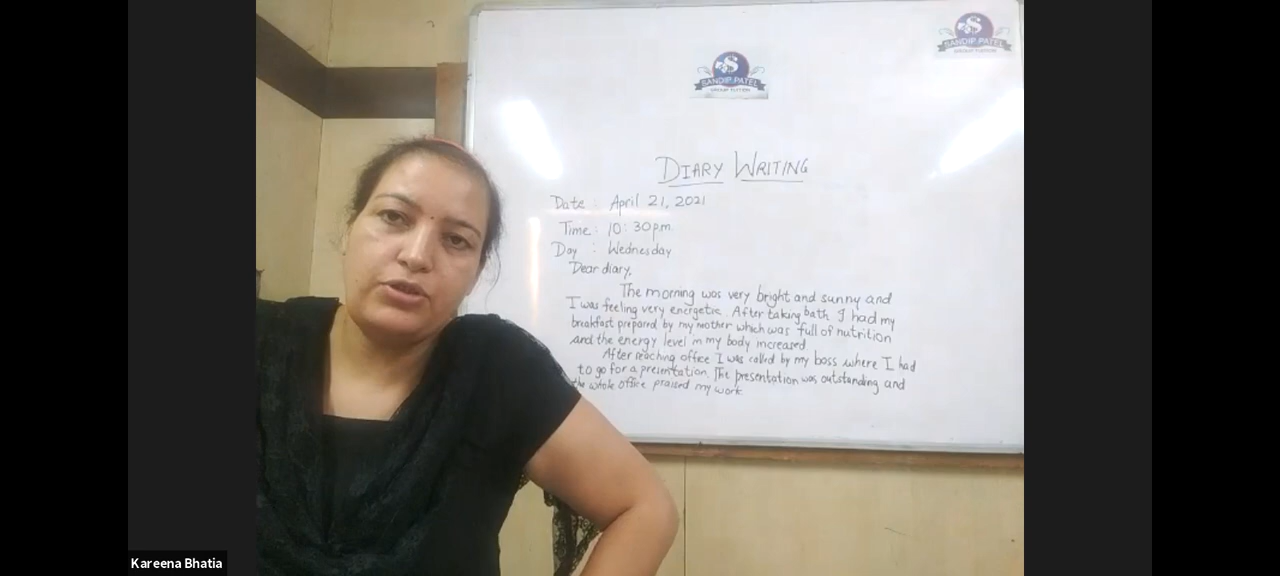 SANDIP PATEL
GROUP TUITION
SANDIP PATEL
GROUP TUITION
DIARY WRITING
Date : April 21, 2021
Time : 10:30pm
Day : Wednesday
Dear diary,
The morning was very bright and sunny and
I was feeling very energetic. After taking bath I had my
breakfast prepared by my mother which was full of nutrition
and the energy level in my body increased
After reaching office I was called by my boss where I had
to go for a presentation. The presentation was outstanding and
the whole office praised my work
Kareena Bhatia